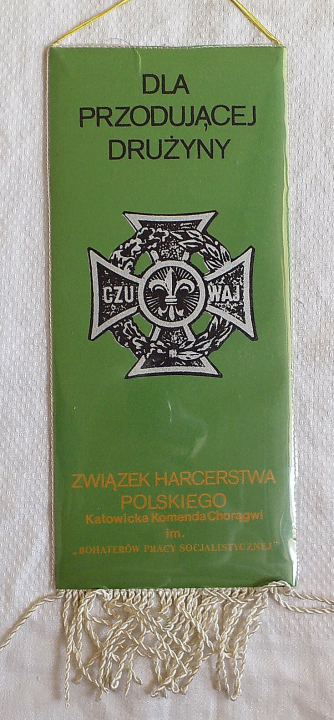 DLA
PRZODUJĄCEJ
DRUŻYNY
CZU WAJ
ZWIĄZEK HARCERSTWA
POLSKIEGO
Katowicka Komenda Chorągwi
im.
„BOHATERÓW PRACY SOCJALISTYCZNEJ"